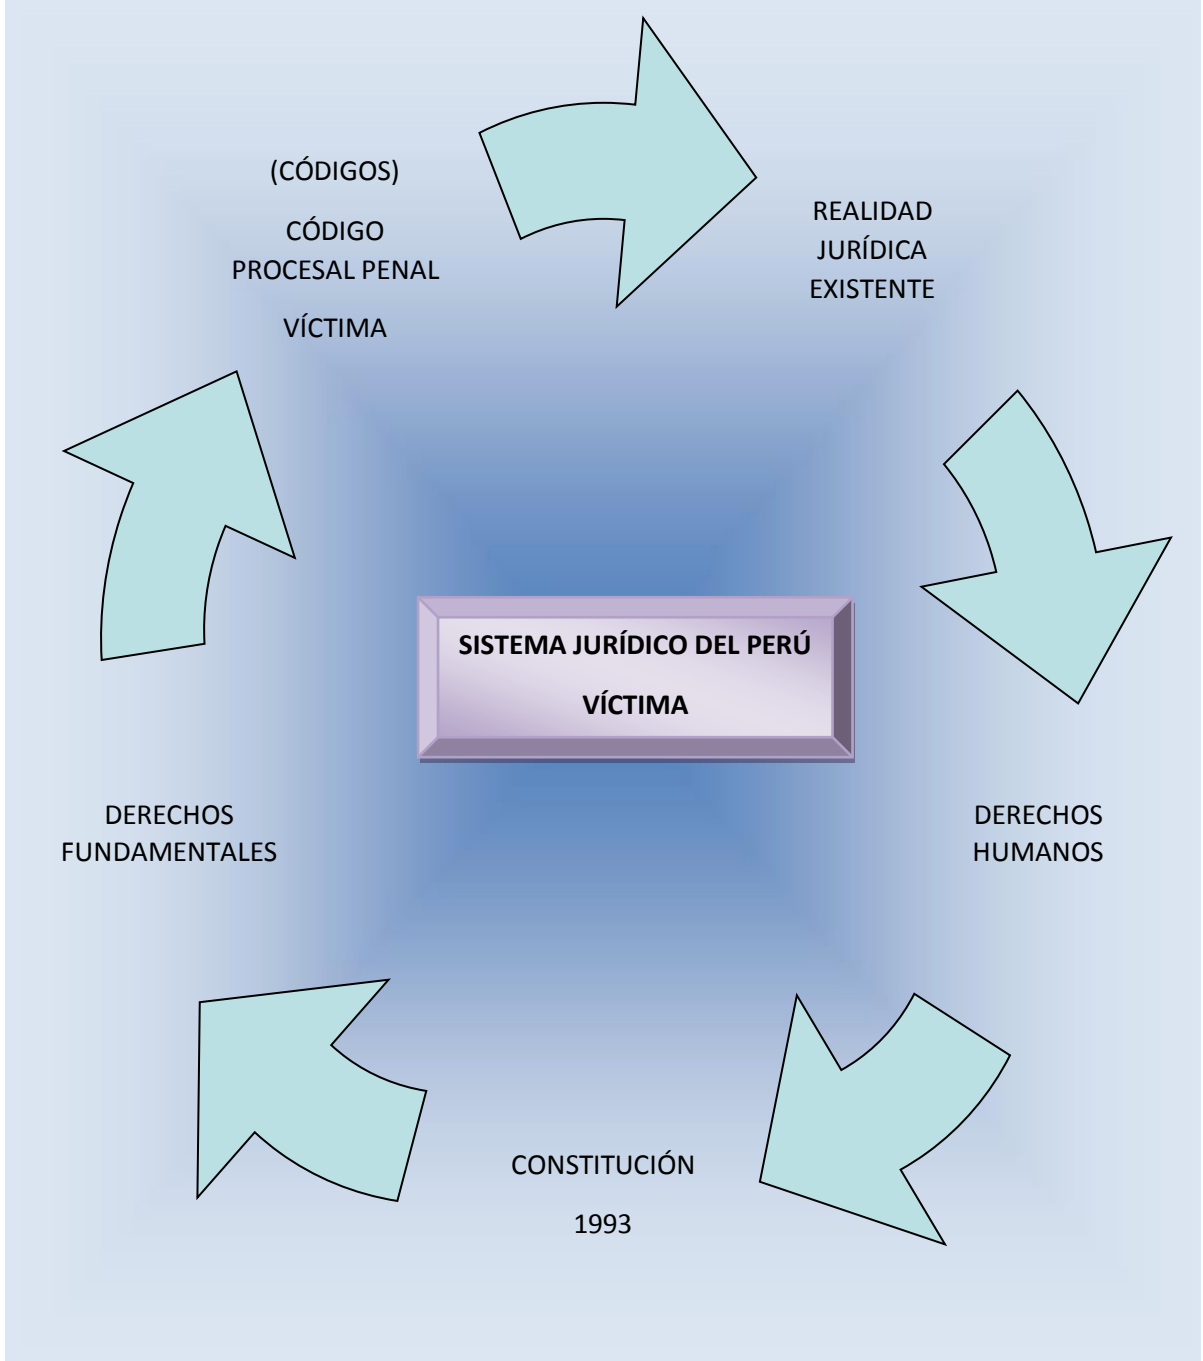 (CÓDIGOS)
CÓDIGO
PROCESAL PENAL
VÍCTIMA
REALIDAD
JURÍDICA
EXISTENTE
SISTEMA JURÍDICO DEL PERÚ
VÍCTIMA
DERECHOS
FUNDAMENTALES
DERECHOS
HUMANOS
CONSTITUCIÓN
1993